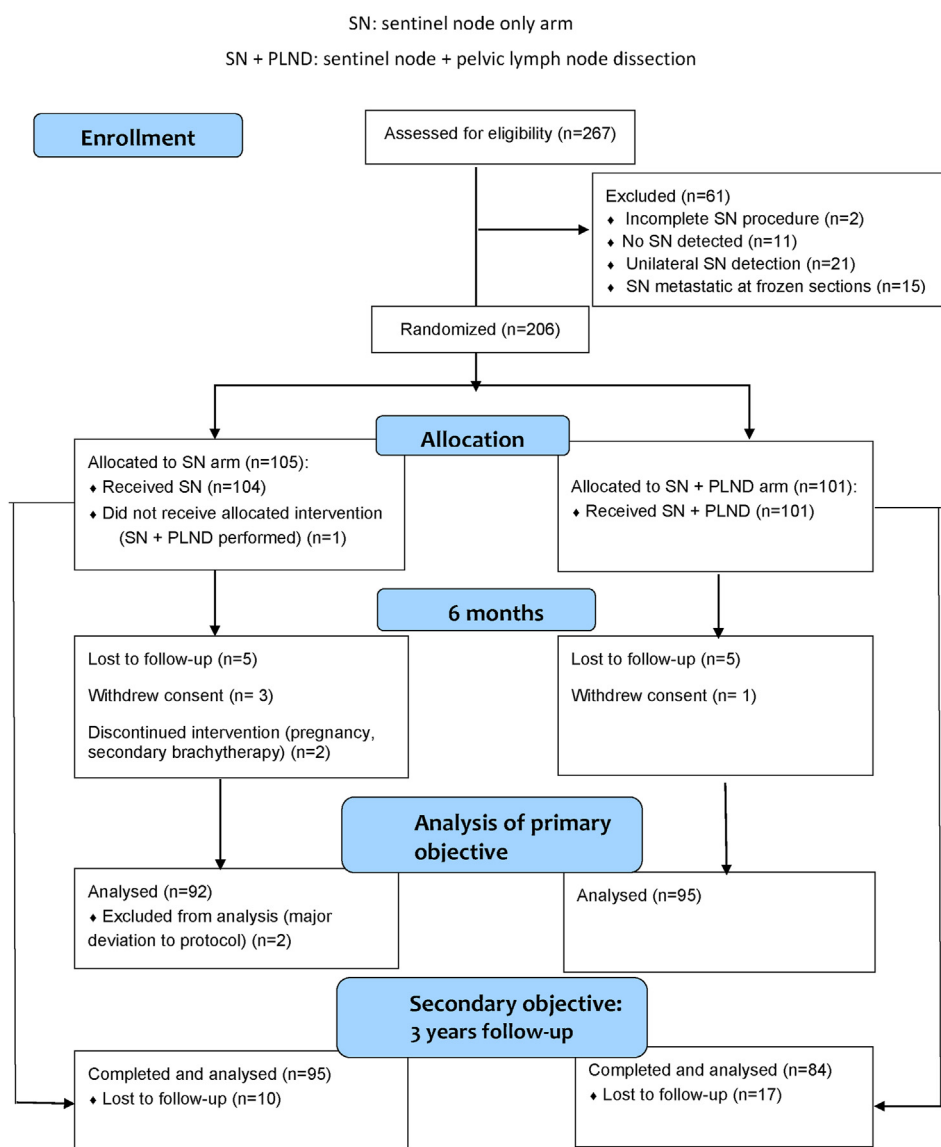 SN: sentinel node only arm
SN + PLND: sentinel node + pelvic lymph node dissection
Enrollment
Assessed for eligibility (n=267)
Excluded (n=61)
♦ Incomplete SN procedure (n=2)
♦ No SN detected (n=11)
♦ Unilateral SN detection (n=21)
♦ SN metastatic at frozen sections (n=15)
Randomized (n=206)
Allocation
Allocated to SN arm (n=105):
♦ Received SN (n=104)
♦ Did not receive allocated intervention
(SN + PLND performed) (n=1)
Allocated to SN + PLND arm (n=101):
♦ Received SN + PLND (n=101)
6 months
Lost to follow-up (n=5)
Withdrew consent (n= 3)
Discontinued intervention (pregnancy,
secondary brachytherapy) (n=2)
Lost to follow-up (n=5)
Withdrew consent (n= 1)
Analysis of primary
objective
Analysed (n=92)
♦ Excluded from analysis (major
deviation to protocol) (n=2)
Analysed (n=95)
Secondary objective:
3 years follow-up
Completed and analysed (n=95)
♦ Lost to follow-up (n=10)
Completed and analysed (n=84)
♦ Lost to follow-up (n=17)